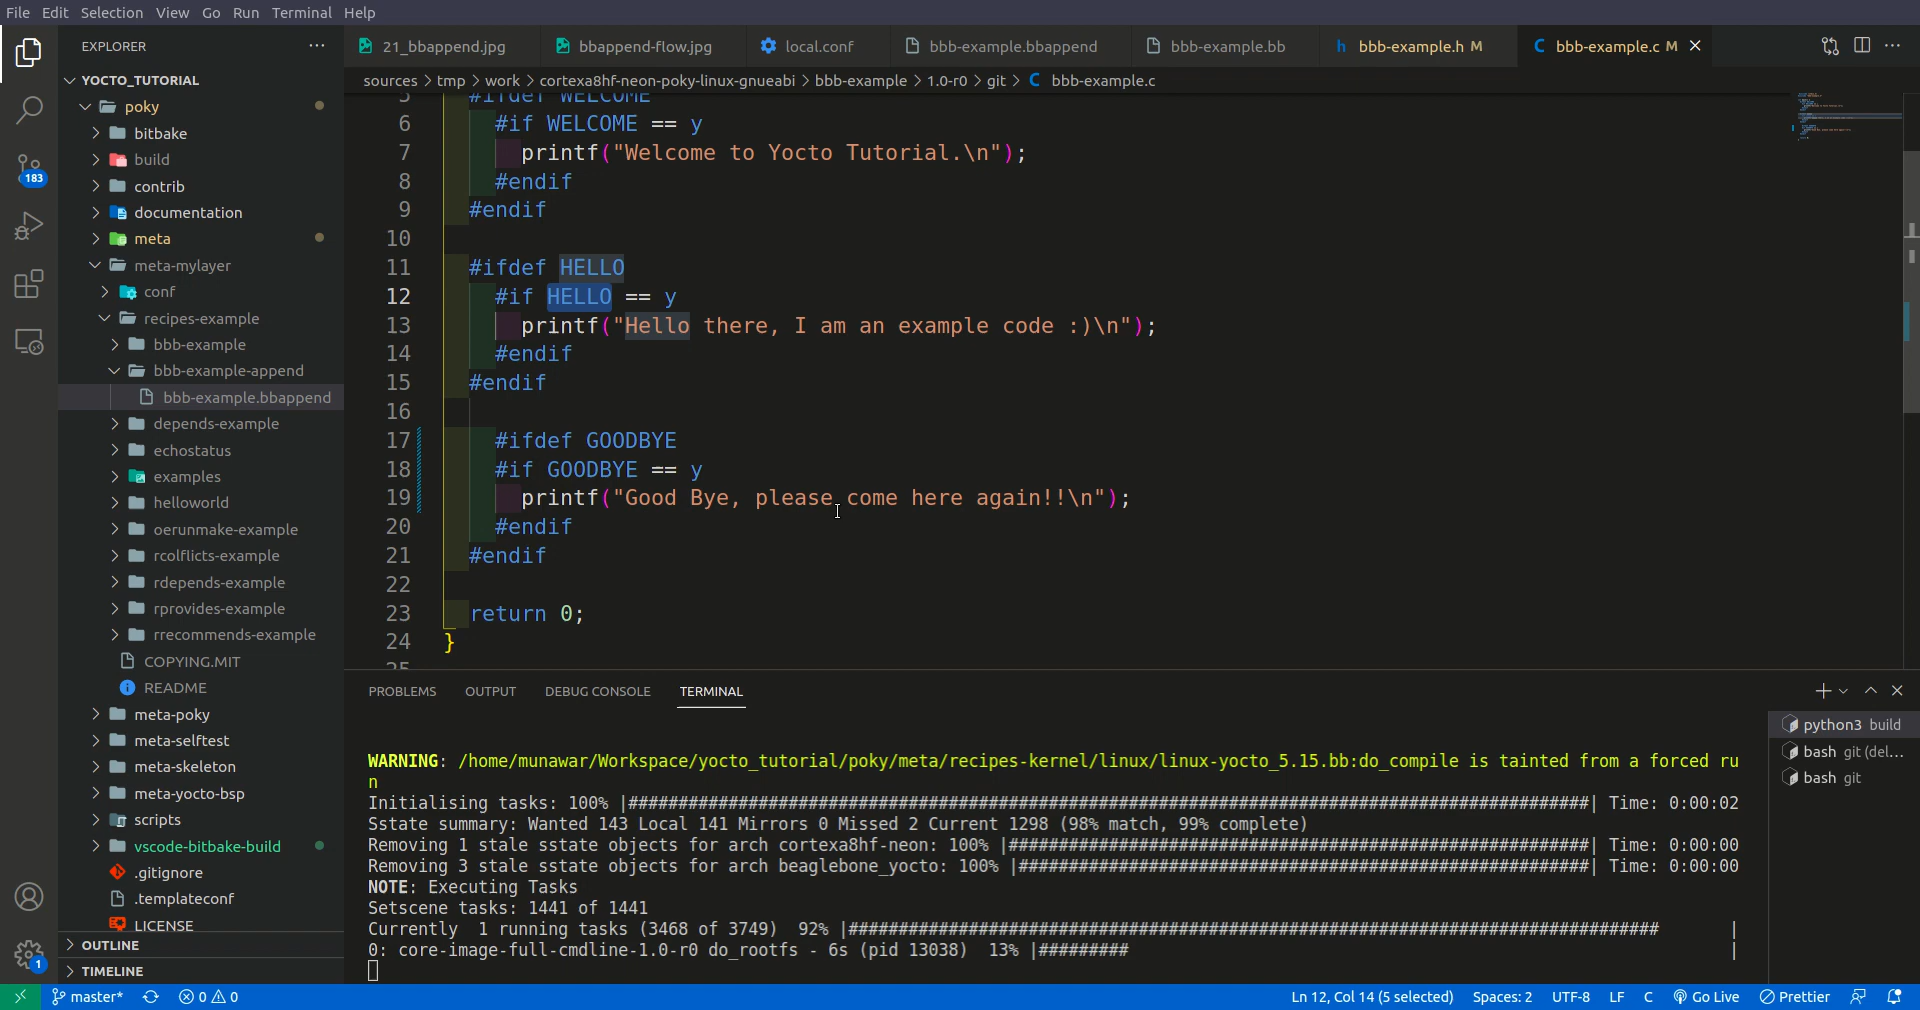 File Edit Selection View Go Run Terminal Help
EXPLORER ···
21_bbappend.jpg bbappend-flow.jpg local.conf bbb-example.bbappend bbb-example.bb h bbb-example.h M C bbb-example.c M
YOCTO_TUTORIAL
sources > tmp > work > cortexa8hf-neon-poky-linux-gnueabi > bbb-example > 1.0-r0 > git > C bbb-example.c
poky
bitbake
build
contrib
documentation
meta
meta-mylayer
conf
recipes-example
bbb-example
bbb-example-append
bbb-example.bbappend
depends-example
echostatus
examples
helloworld
oerunmake-example
rcolflicts-example
rdepends-example
rprovides-example
rrecommends-example
COPYING.MIT
README
meta-poky
meta-selftest
meta-skeleton
meta-yocto-bsp
scripts
vscode-bitbake-build
.gitignore
.templateconf
LICENSE
OUTLINE
TIMELINE
183
1
5 #ifdef WELCOME
6 #if WELCOME == y
7 printf("Welcome to Yocto Tutorial.\n");
8 #endif
9 #endif
10
11 #ifdef HELLO
12 #if HELLO == y
13 printf("Hello there, I am an example code :)\n");
14 #endif
15 #endif
16
17 #ifdef GOODBYE
18 #if GOODBYE == y
19 printf("Good Bye, please come here again!!\n");
20 #endif
21 #endif
22
23 return 0;
24 }
25
PROBLEMS OUTPUT DEBUG CONSOLE TERMINAL
WARNING: /home/munawar/Workspace/yocto_tutorial/poky/meta/recipes-kernel/linux/linux-yocto_5.15.bb:do_compile is tainted from a forced ru
n
Initialising tasks: 100% |################################################################################################| Time: 0:00:02
Sstate summary: Wanted 143 Local 141 Mirrors 0 Missed 2 Current 1298 (98% match, 99% complete)
Removing 1 stale sstate objects for arch cortexa8hf-neon: 100% |##########################################################| Time: 0:00:00
Removing 3 stale sstate objects for arch beaglebone_yocto: 100% |#########################################################| Time: 0:00:00
NOTE: Executing Tasks
Setscene tasks: 1441 of 1441
Currently 1 running tasks (3468 of 3749) 92% |################################################################################# |
0: core-image-full-cmdline-1.0-r0 do_rootfs - 6s (pid 13038) 13% |######### |
python3 build
bash git (del...
bash git
master* 0 0 Ln 12, Col 14 (5 selected) Spaces: 2 UTF-8 LF C Go Live Prettier